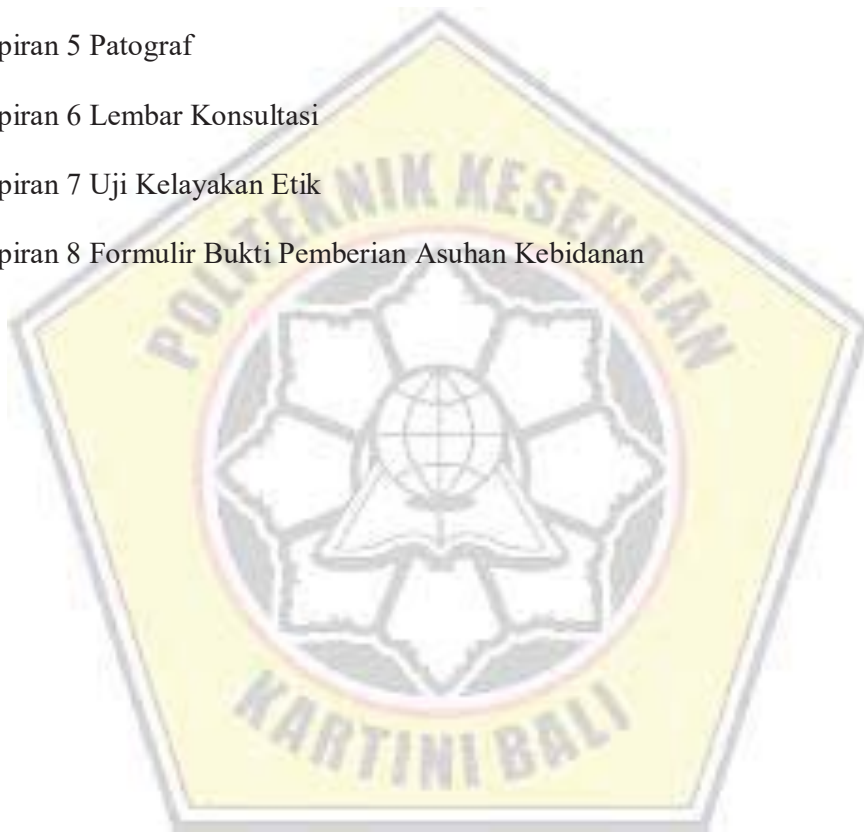 piran 5 Patograf
piran 6 Lembar Konsultasi
piran 7 Uji Kelayakan Etik
piran 8 Formulir Bukti Pemberian Asuhan Kebidanan
POLITEKNIK KESEHATAN
KARTINI BALI